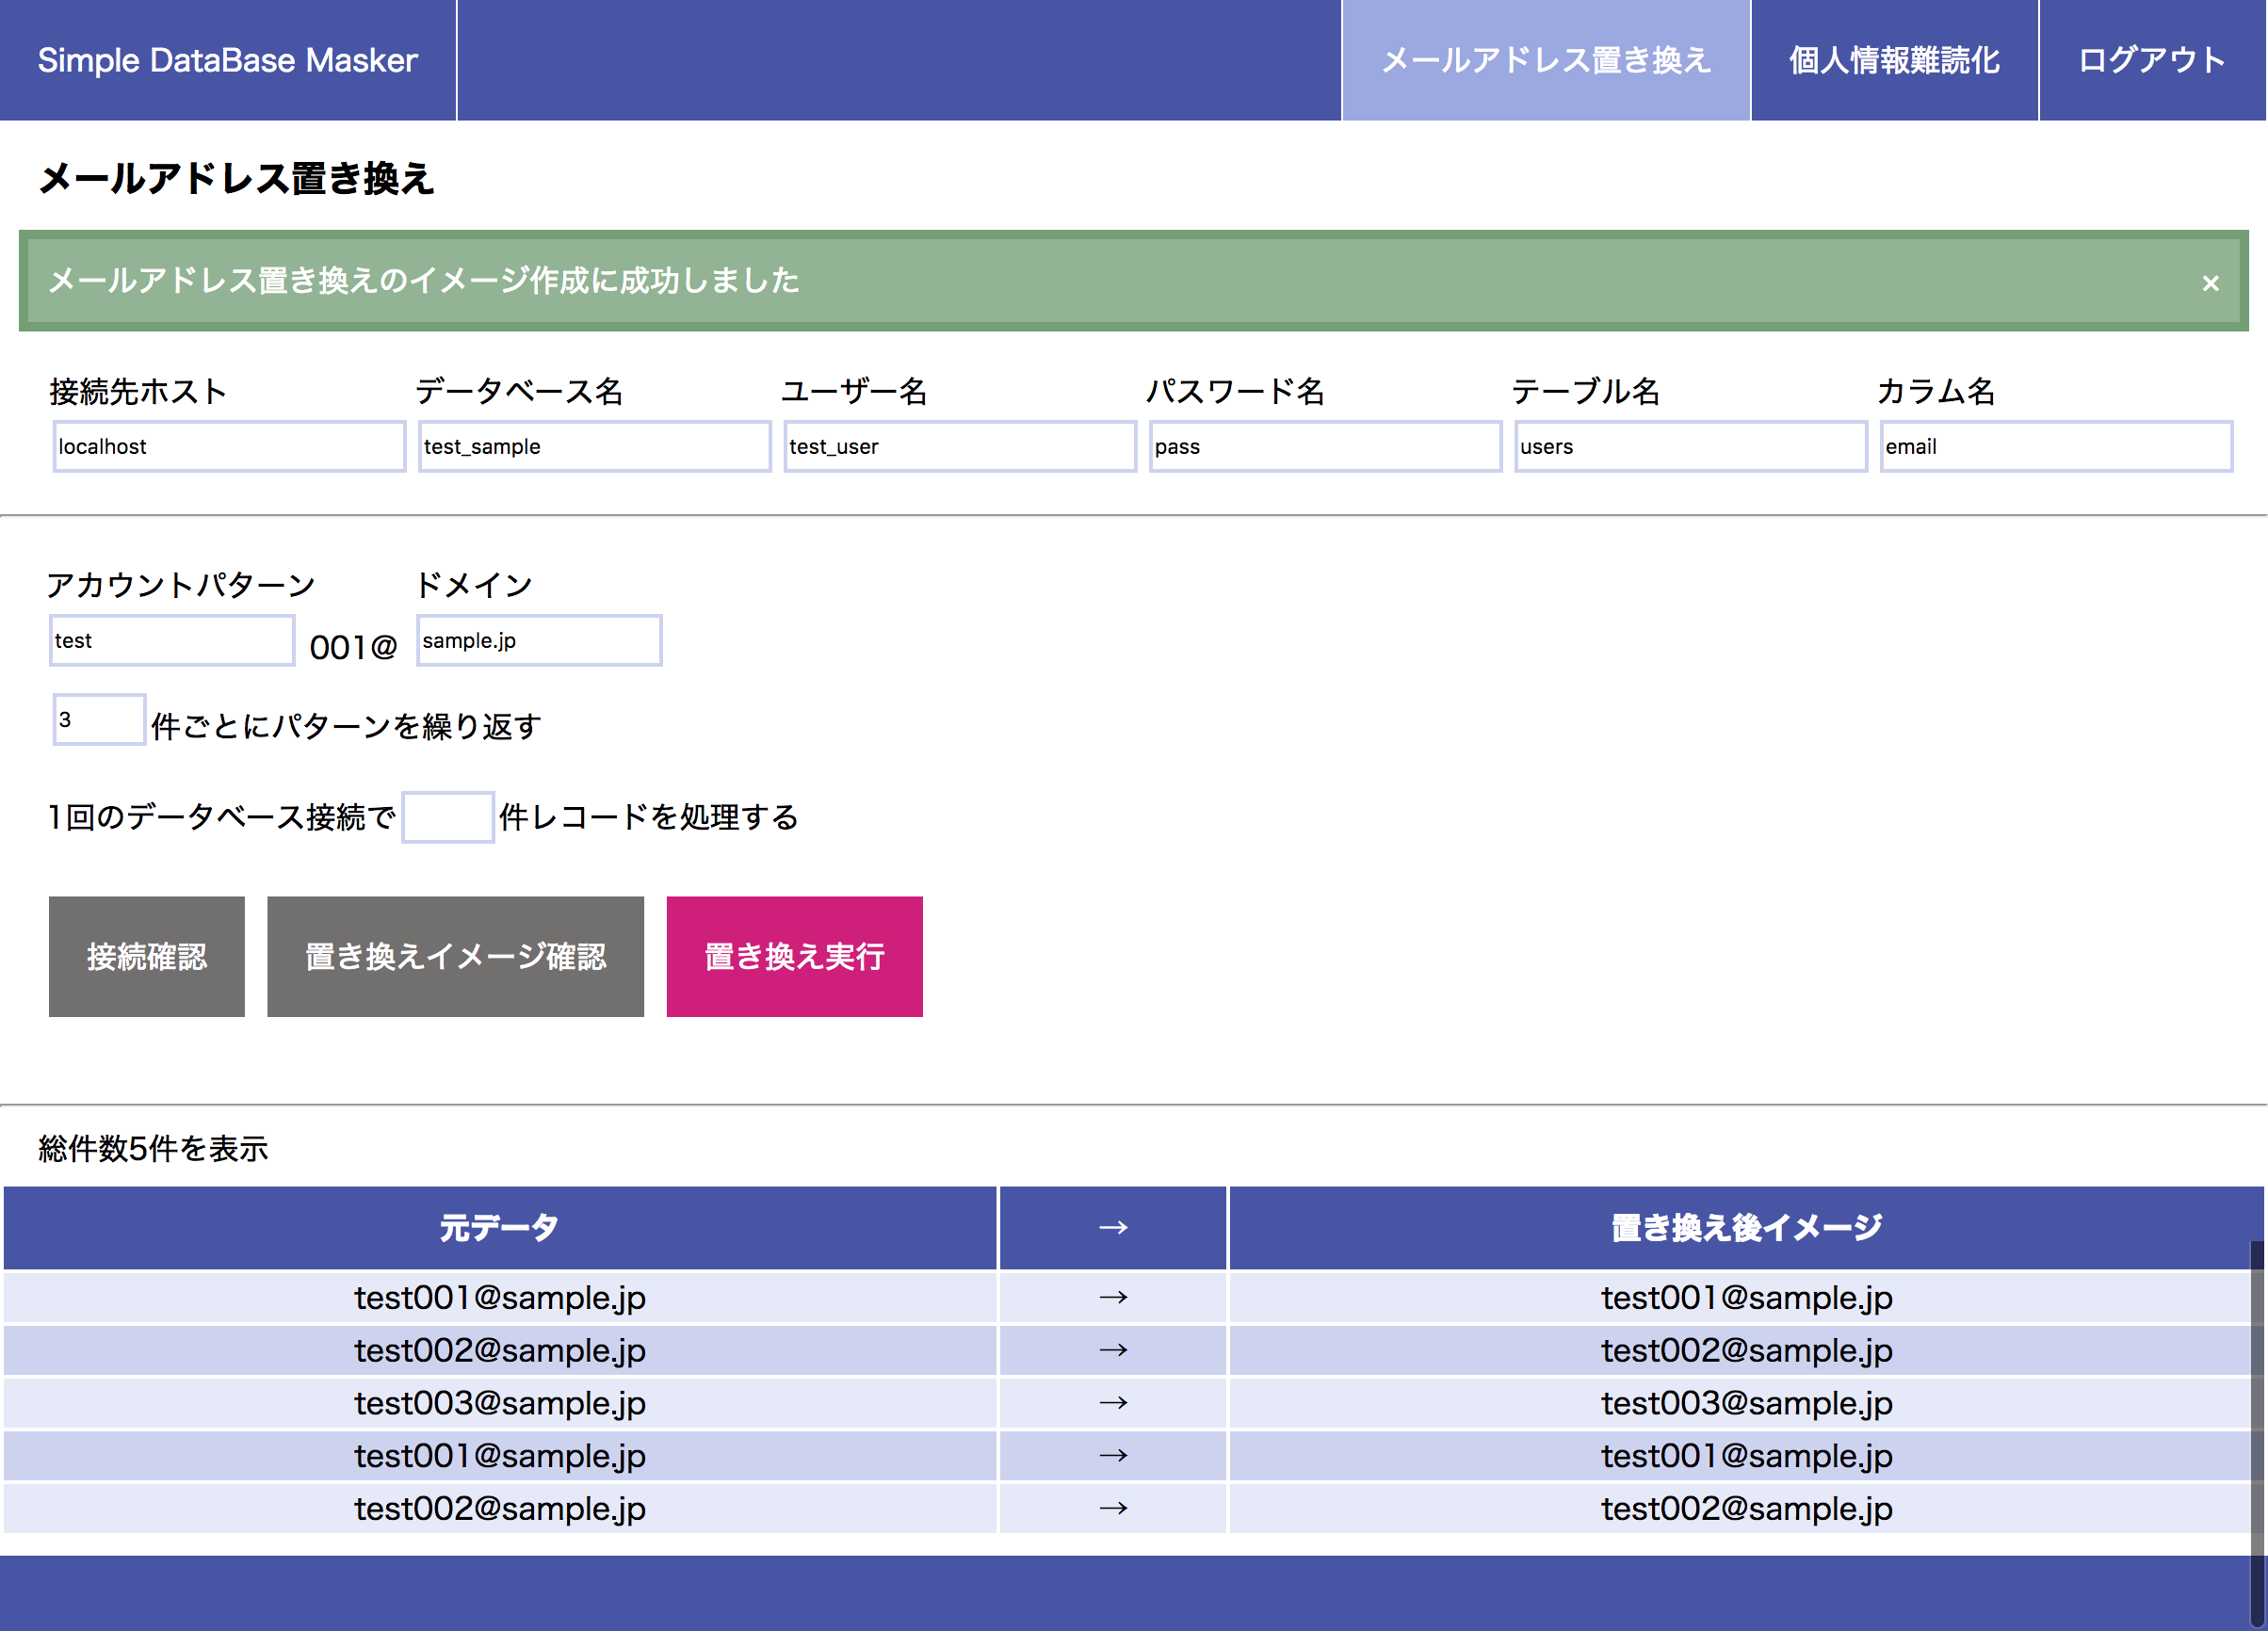 Simple DataBase Masker メールアドレス置き換え 個人情報難読化 ログアウト
メールアドレス置き換え
メールアドレス置き換えのイメージ作成に成功しました ×
接続先ホスト データベース名 ユーザー名 パスワード名 テーブル名 カラム名
localhost test_sample test_user pass users email
アカウントパターン ドメイン
test 001@ sample.jp
3 件ごとにパターンを繰り返す
1回のデータベース接続で 件レコードを処理する
接続確認 置き換えイメージ確認 置き換え実行
総件数5件を表示
元データ → 置き換え後イメージ
test001@sample.jp → test001@sample.jp
test002@sample.jp → test002@sample.jp
test003@sample.jp → test003@sample.jp
test001@sample.jp → test001@sample.jp
test002@sample.jp → test002@sample.jp